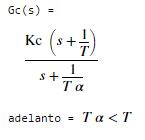 Gc(s) =
Kc (s + 1/T)
s + 1/(T α)
adelanto = T α < T